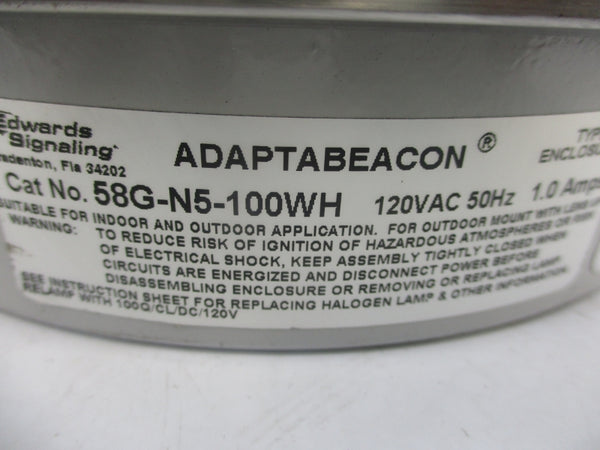 Edwards
Signaling
Bradenton, Fla 34202
ADAPTABEACON ®
TYPE
ENCLOSU
Cat No. 58G-N5-100WH 120VAC 50Hz 1.0 Amps
SUITABLE FOR INDOOR AND OUTDOOR APPLICATION. FOR OUTDOOR MOUNT WITH LENS
WARNING: TO REDUCE RISK OF IGNITION OF HAZARDOUS ATMOSPHERES OR RISK
OF ELECTRICAL SHOCK, KEEP ASSEMBLY TIGHTLY CLOSED WHEN
CIRCUITS ARE ENERGIZED AND DISCONNECT POWER BEFORE
DISASSEMBLING ENCLOSURE OR REMOVING OR REPLACING LAMP.
SEE INSTRUCTION SHEET FOR REPLACING HALOGEN LAMP & OTHER INFORMATION.
RELAMP WITH 100Q/CL/DC/120V